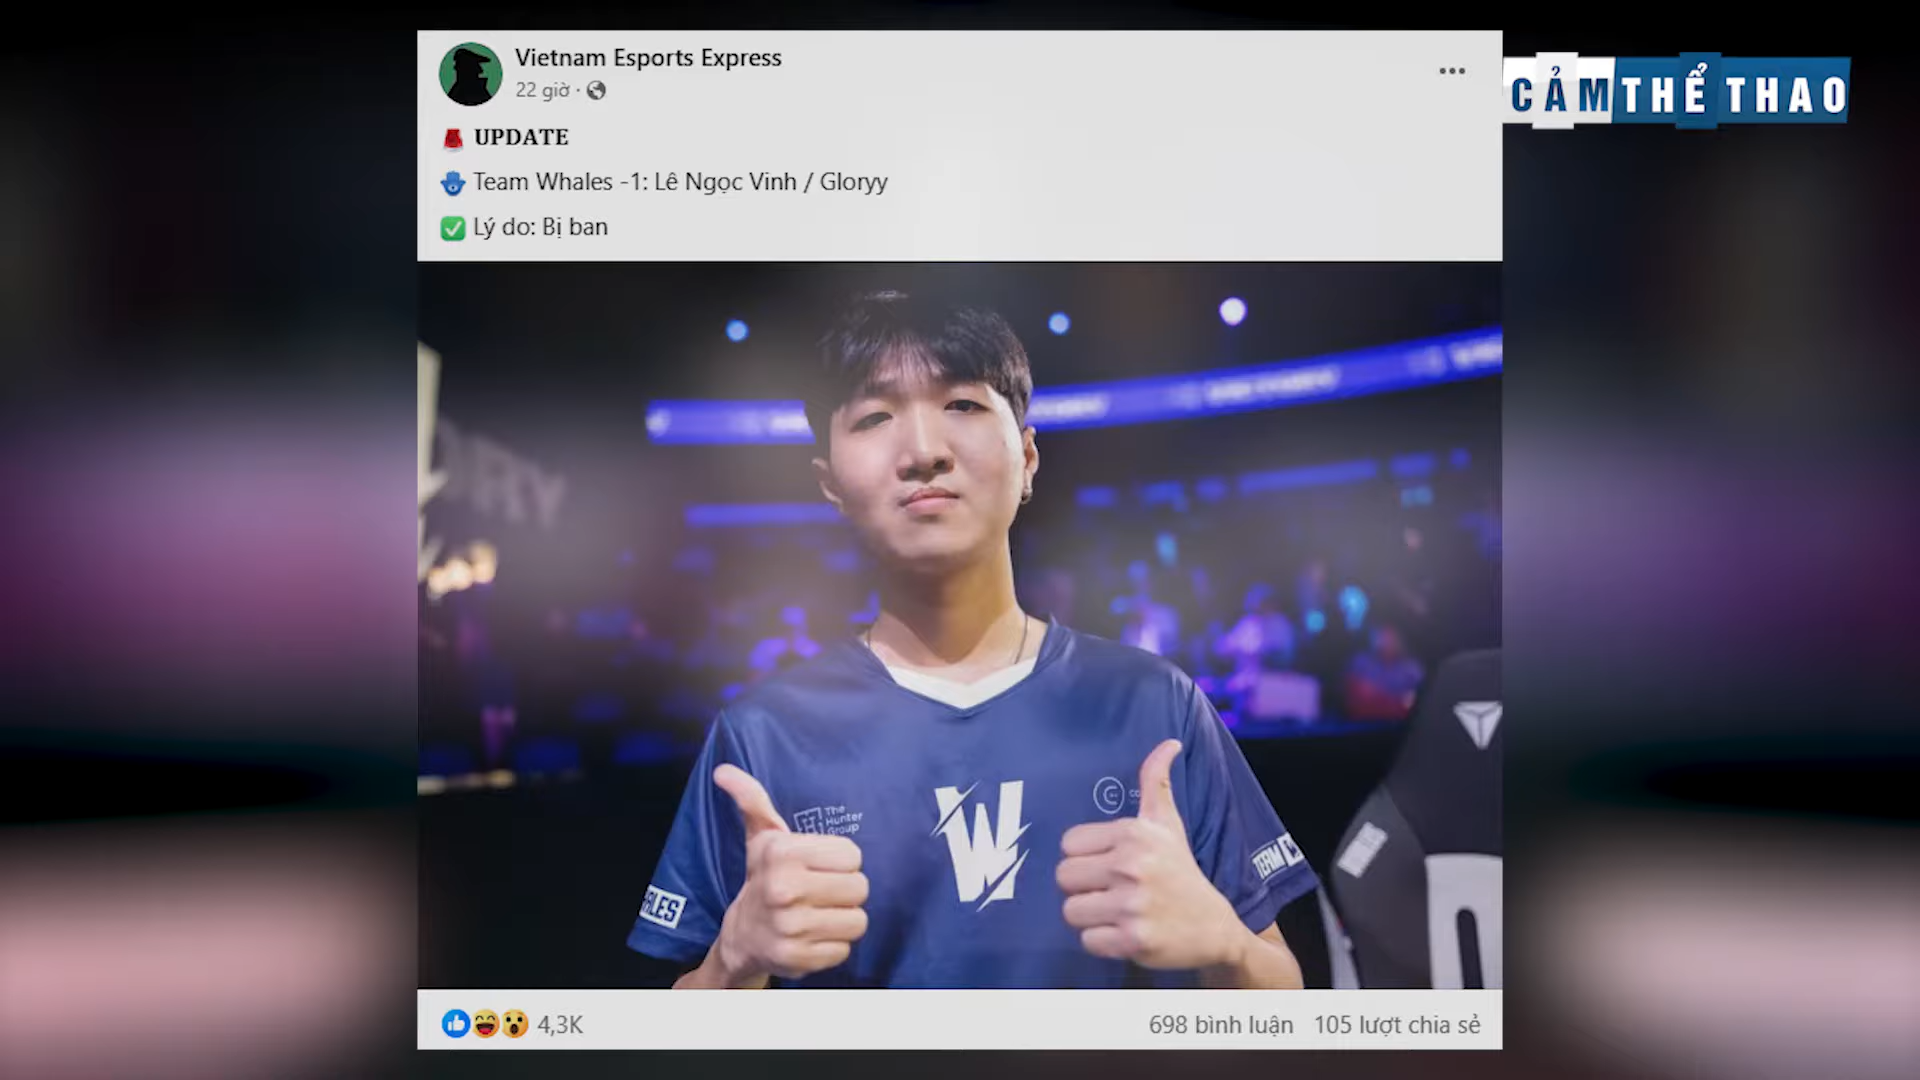 Vietnam Esports Express
22 giờ ·
CẢM THỂ THAO
UPDATE
Team Whales -1: Lê Ngọc Vinh / Gloryy
Lý do: Bị ban
W
The
Hunter
Group
TEAM
4,3K
698 bình luận 105 lượt chia sẻ